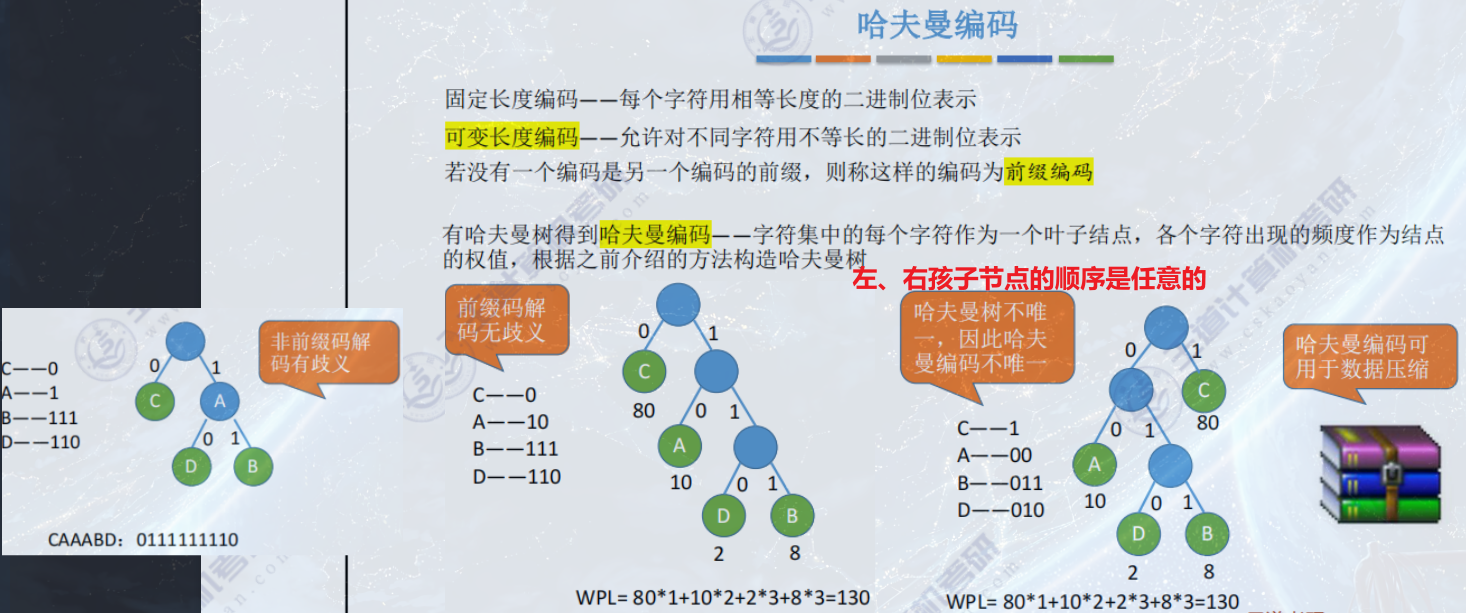 哈夫曼编码
固定长度编码——每个字符用相等长度的二进制位表示
可变长度编码——允许对不同字符用不等长的二进制位表示
若没有一个编码是另一个编码的前缀，则称这样的编码为前缀编码
有哈夫曼树得到哈夫曼编码——字符集中的每个字符作为一个叶子结点，各个字符出现的频度作为结点
的权值，根据之前介绍的方法构造哈夫曼树
左、右孩子节点的顺序是任意的
C——0
A——1
B——111
D——110
0 1
C A
0 1
D B
非前缀码解
码有歧义
CAAABD：0111111110
前缀码解
码无歧义
C——0
A——10
B——111
D——110
0 1
C
80 0 1
A
10 0 1
D B
2 8
WPL= 80*1+10*2+2*3+8*3=130
哈夫曼树不唯
一，因此哈夫
曼编码不唯一
C——1
A——00
B——011
D——010
0 1
C
0 1 80
A
10 0 1
D B
2 8
WPL= 80*1+10*2+2*3+8*3=130
哈夫曼编码可
用于数据压缩